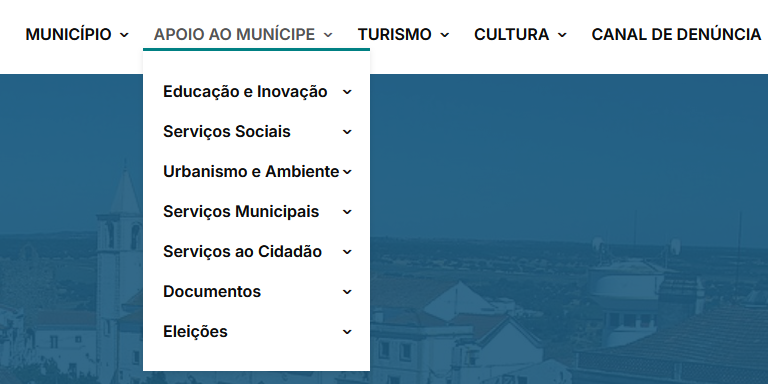 MUNICÍPIO
APOIO AO MUNÍCIPE
TURISMO
CULTURA
CANAL DE DENÚNCIA
Educação e Inovação
Serviços Sociais
Urbanismo e Ambiente
Serviços Municipais
Serviços ao Cidadão
Documentos
Eleições